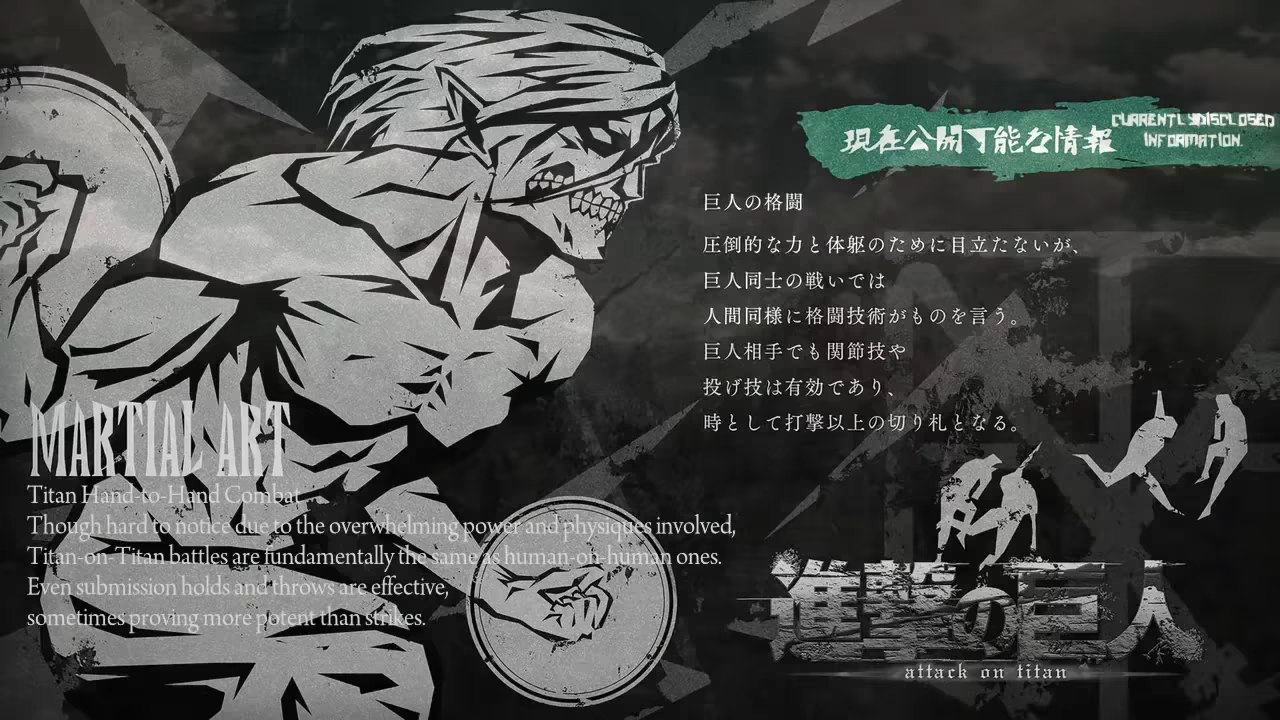 現在公開可能な情報
CURRENTLYDISCLOSED
INFORMATION.
巨人の格闘
圧倒的な力と体躯のために目立たないが、
巨人同士の戦いでは
人間同様に格闘技術がものを言う。
巨人相手でも関節技や
投げ技は有効であり、
時として打撃以上の切り札となる。
MARTIAL ART
Titan Hand-to-Hand Combat
Though hard to notice due to the overwhelming power and physiques involved,
Titan-on-Titan battles are fundamentally the same as human-on-human ones.
Even submission holds and throws are effective,
sometimes proving more potent than strikes.
進撃の巨人
attack on titan